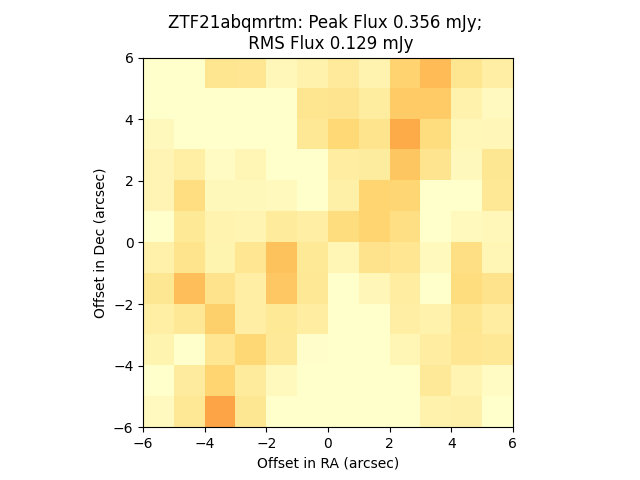 ZTF21abqmrtm: Peak Flux 0.356 mJy;
RMS Flux 0.129 mJy
6
4
2
0
−2
−4
−6
Offset in Dec (arcsec)
−6 −4 −2 0 2 4 6
Offset in RA (arcsec)